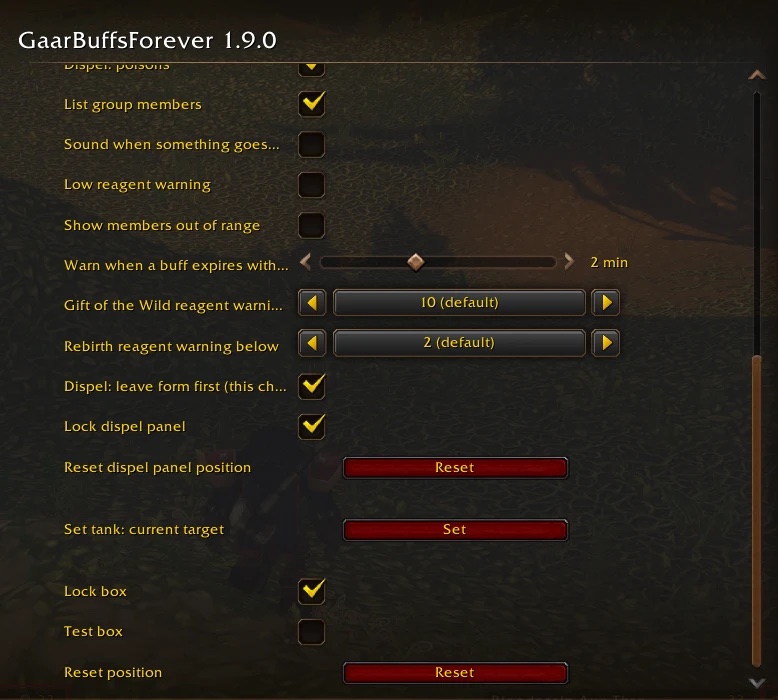 GaarBuffsForever 1.9.0
Dispel: poisons
List group members
Sound when something goes...
Low reagent warning
Show members out of range
Warn when a buff expires with...
2 min
Gift of the Wild reagent warni...
10 (default)
Rebirth reagent warning below
2 (default)
Dispel: leave form first (this ch...
Lock dispel panel
Reset dispel panel position
Reset
Set tank: current target
Set
Lock box
Test box
Reset position
Reset